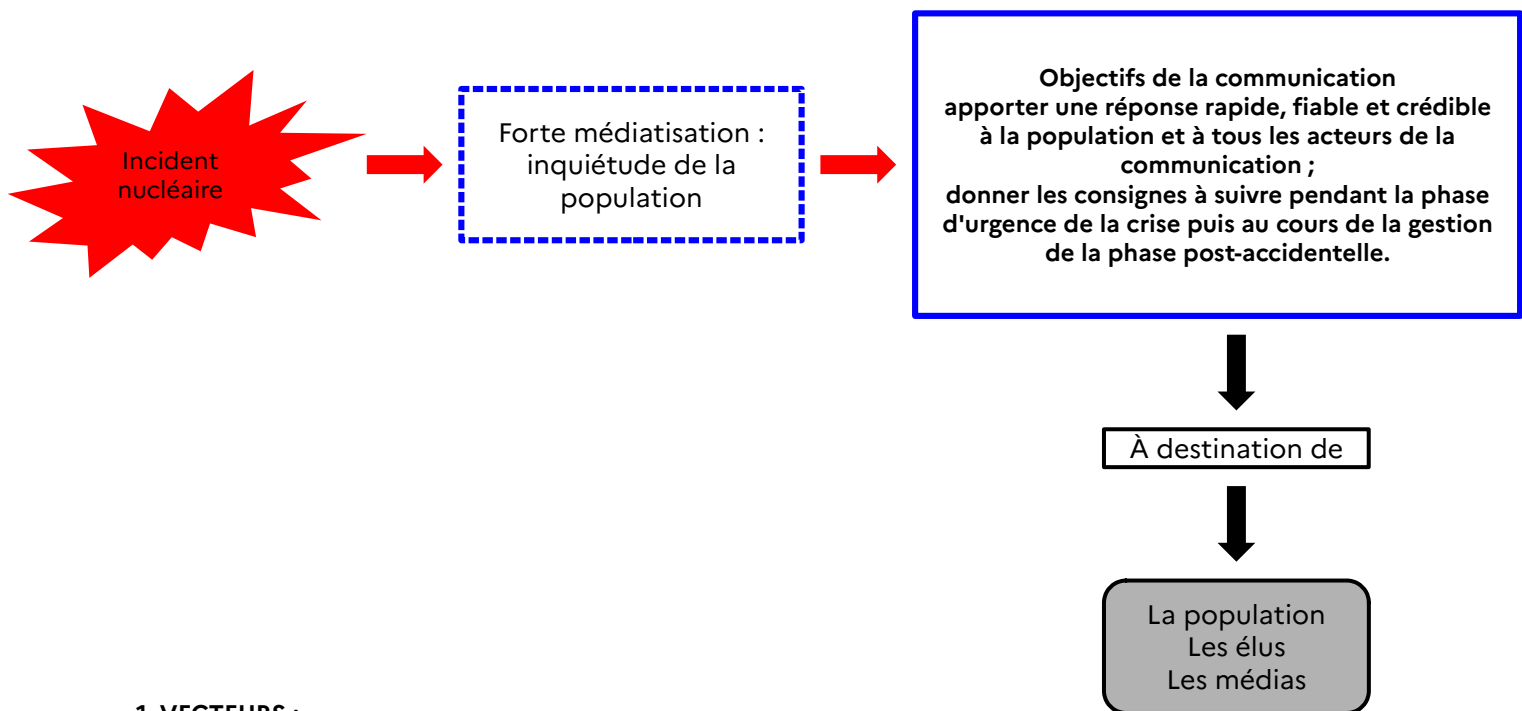 Incident
nucléaire
Forte médiatisation :
inquiétude de la
population
Objectifs de la communication
apporter une réponse rapide, fiable et crédible
à la population et à tous les acteurs de la
communication ;
donner les consignes à suivre pendant la phase
d'urgence de la crise puis au cours de la gestion
de la phase post-accidentelle.
À destination de
La population
Les élus
Les médias
1. VECTEURS :